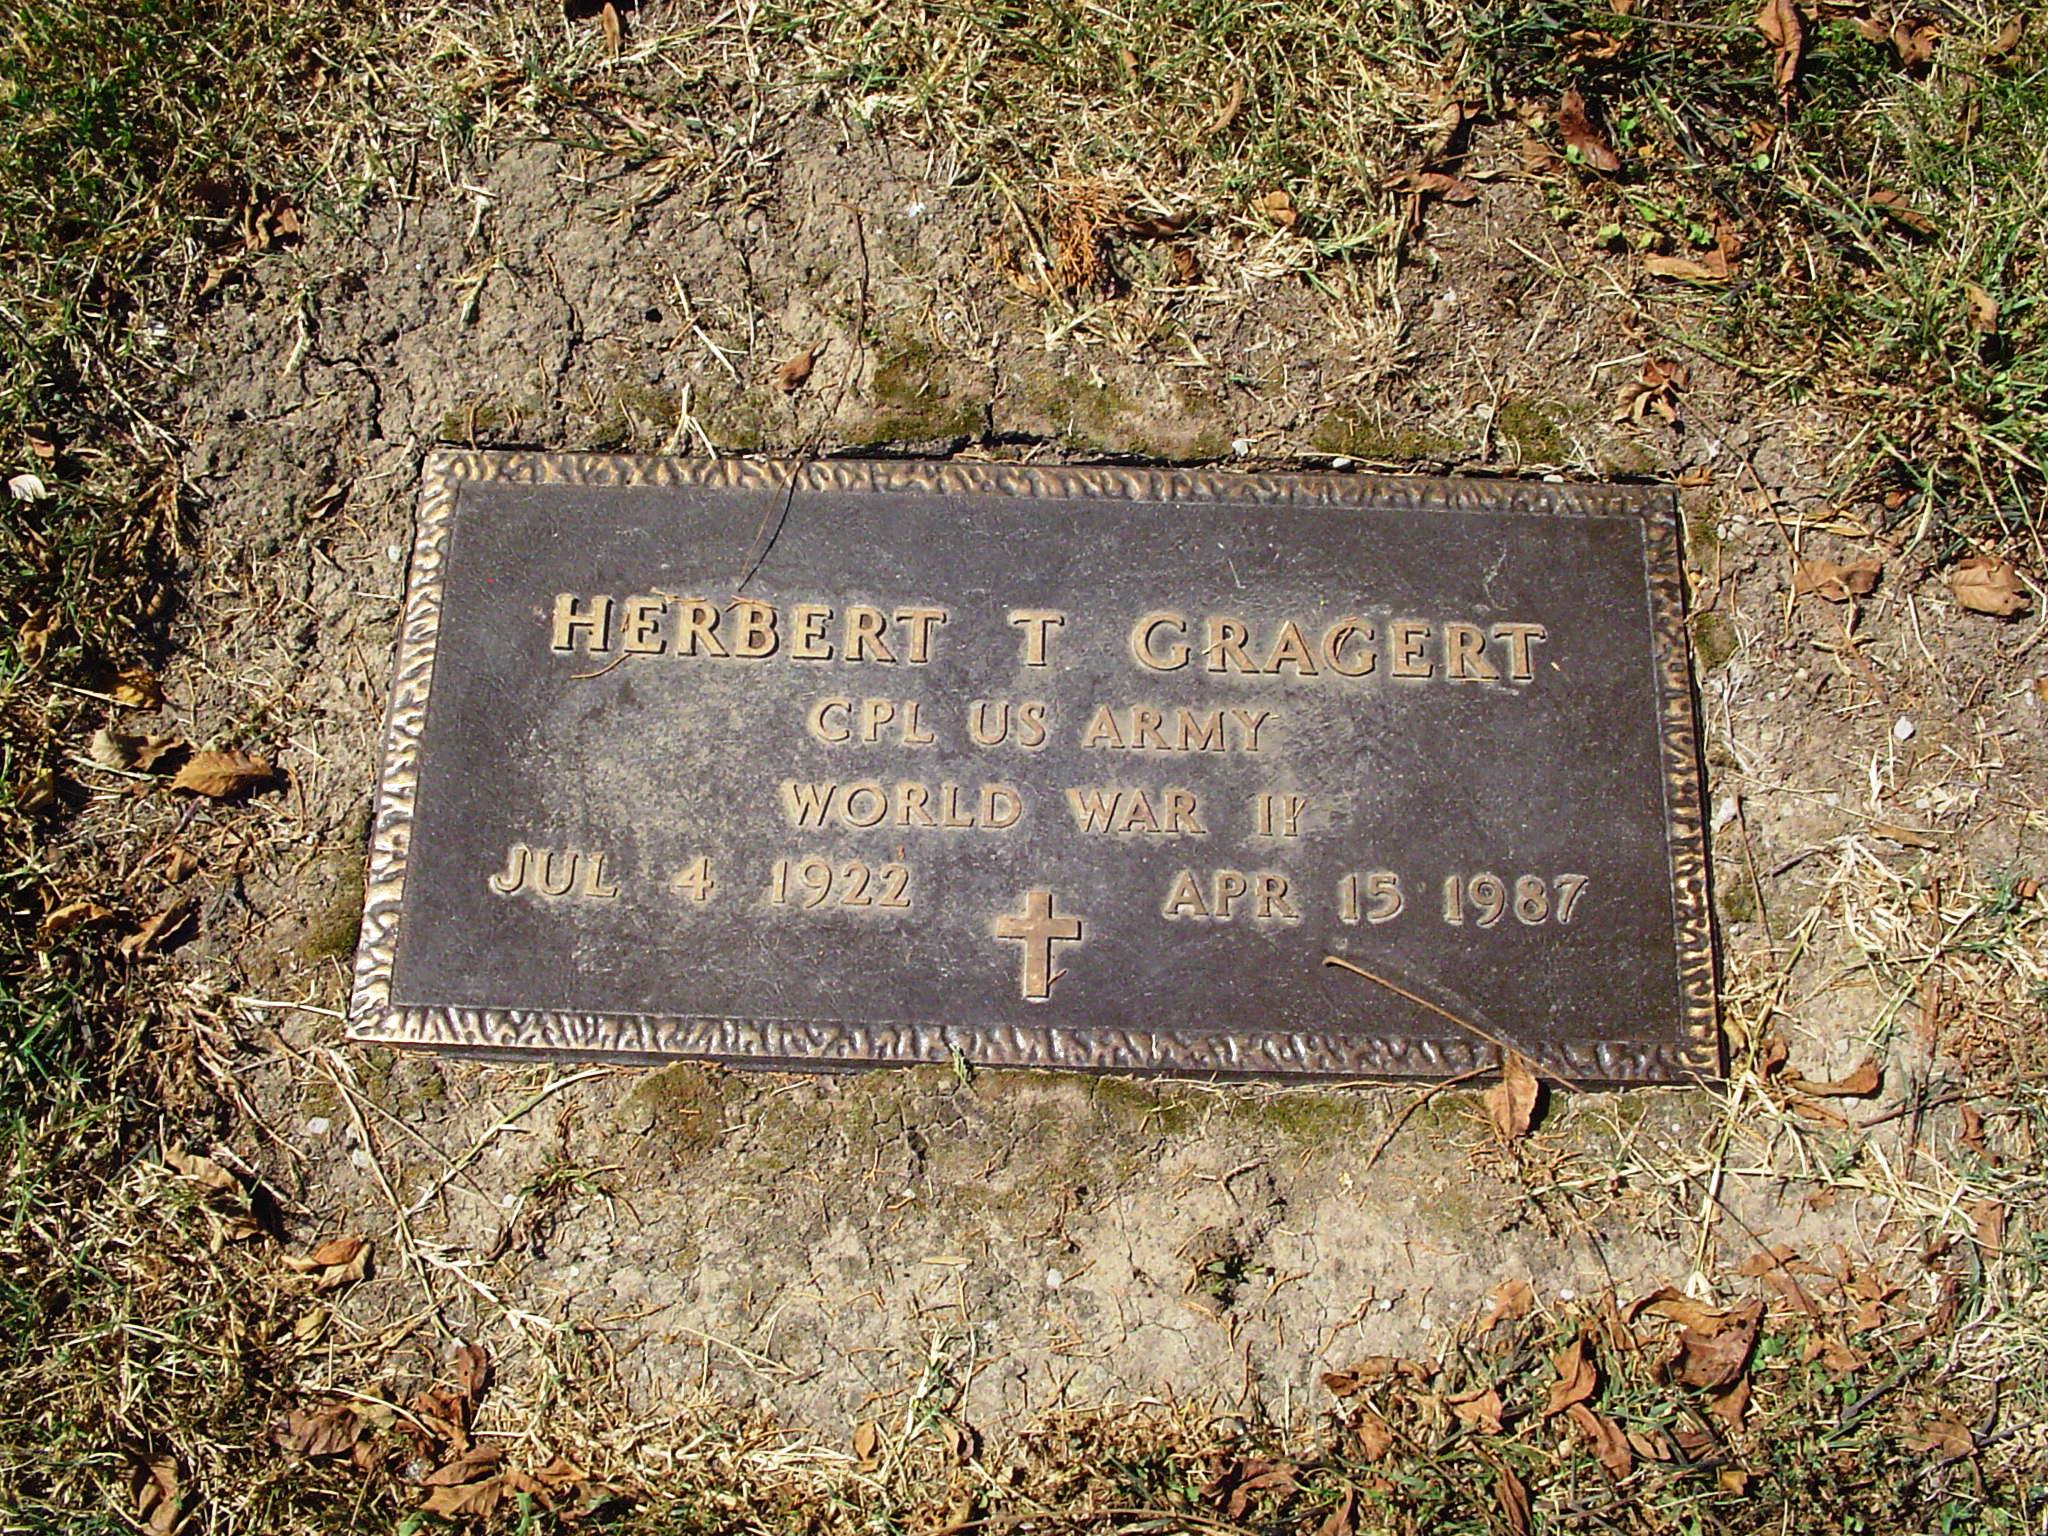 HERBERT T GRAGERT
CPL US ARMY
WORLD WAR II
JUL 4 1922 APR 15 1987